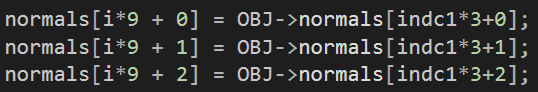 normals[i*9 + 0] = OBJ->normals[indc1*3+0];
normals[i*9 + 1] = OBJ->normals[indc1*3+1];
normals[i*9 + 2] = OBJ->normals[indc1*3+2];